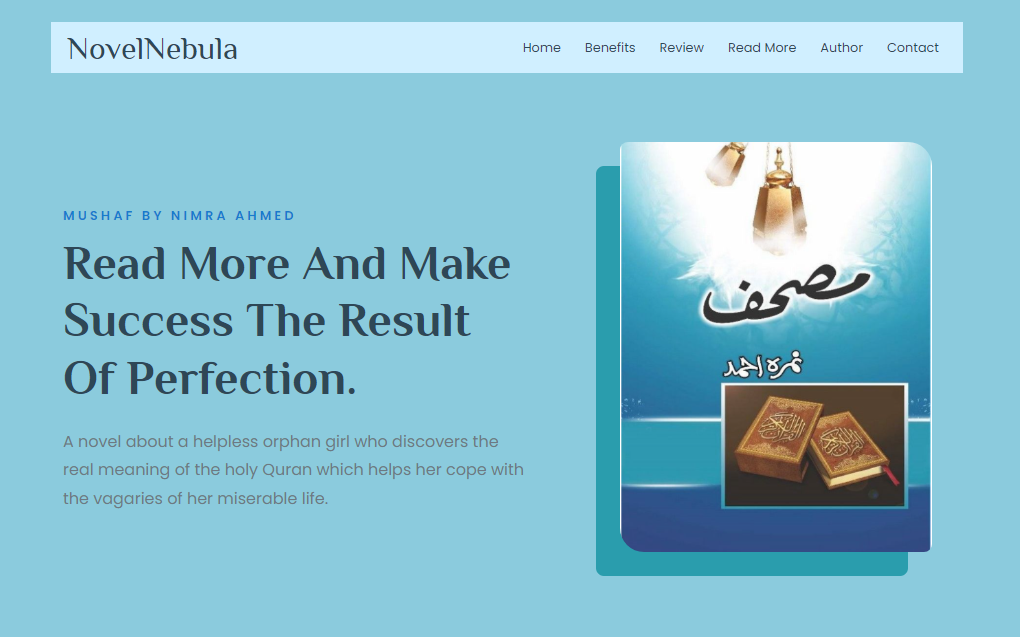 NovelNebula
Home Benefits Review Read More Author Contact
MUSHAF BY NIMRA AHMED
Read More And Make
Success The Result
Of Perfection.
A novel about a helpless orphan girl who discovers the
real meaning of the holy Quran which helps her cope with
the vagaries of her miserable life.
مصحف
نمرہ احمد